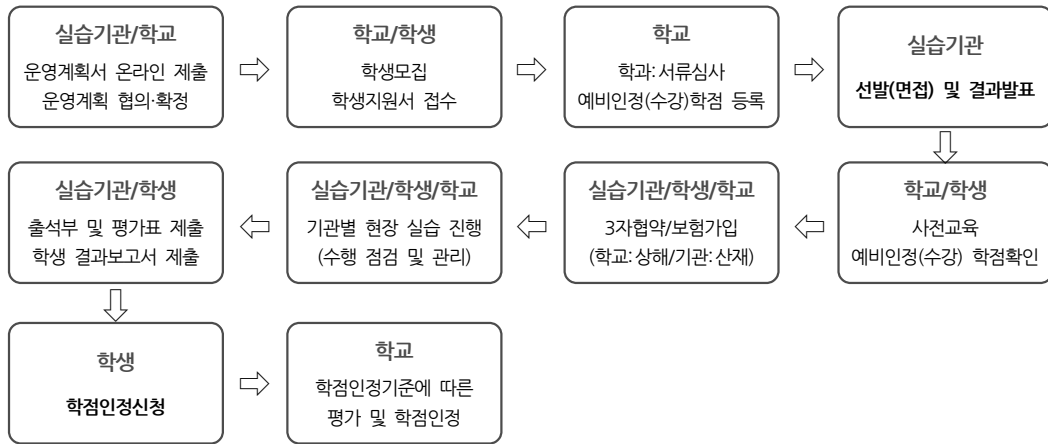 실습기관/학교
운영계획서 온라인 제출
운영계획 협의·확정
학교/학생
학생모집
학생지원서 접수
학교
학과: 서류심사
예비인정(수강)학점 등록
실습기관
선발(면접) 및 결과발표
학교/학생
사전교육
예비인정(수강) 학점확인
실습기관/학생/학교
3자협약/보험가입
(학교: 상해/기관: 산재)
실습기관/학생/학교
기관별 현장 실습 진행
(수행 점검 및 관리)
실습기관/학생
출석부 및 평가표 제출
학생 결과보고서 제출
학생
학점인정신청
학교
학점인정기준에 따른
평가 및 학점인정